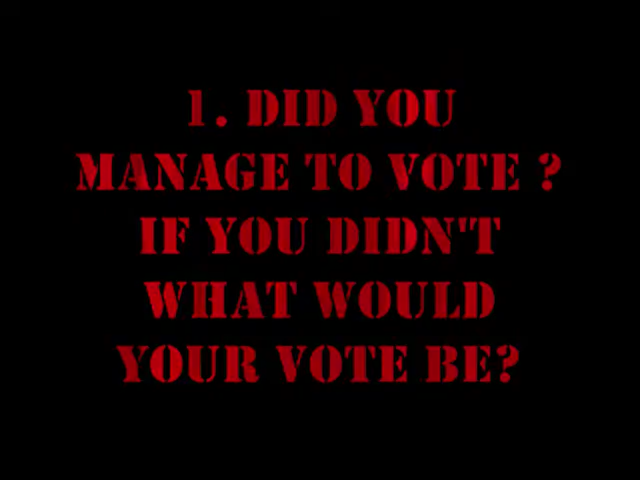 1. DID YOU
MANAGE TO VOTE ?
IF YOU DIDN'T
WHAT WOULD
YOUR VOTE BE?